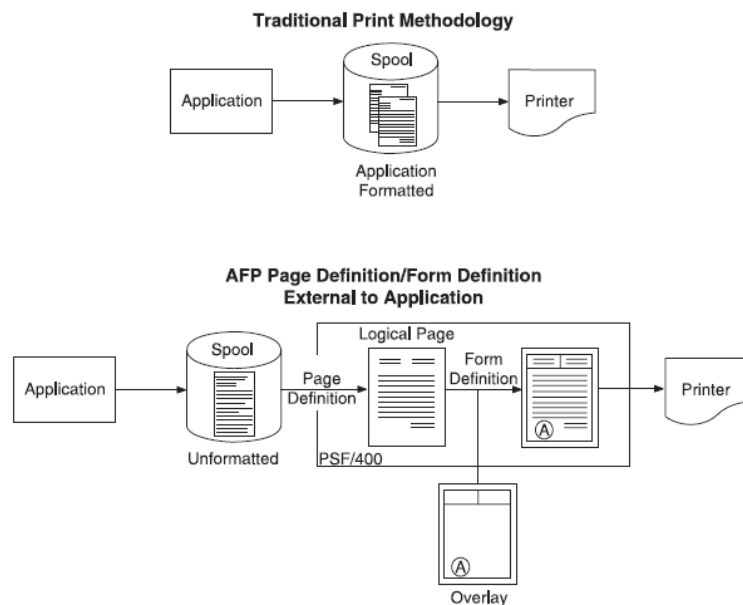 Traditional Print Methodology
Spool
Application
Printer
Application
Formatted
AFP Page Definition/Form Definition
External to Application
Logical Page
Spool
Form
Definition
Page
Definition
Application
Printer
A
Unformatted
PSF/400
A
Overlay